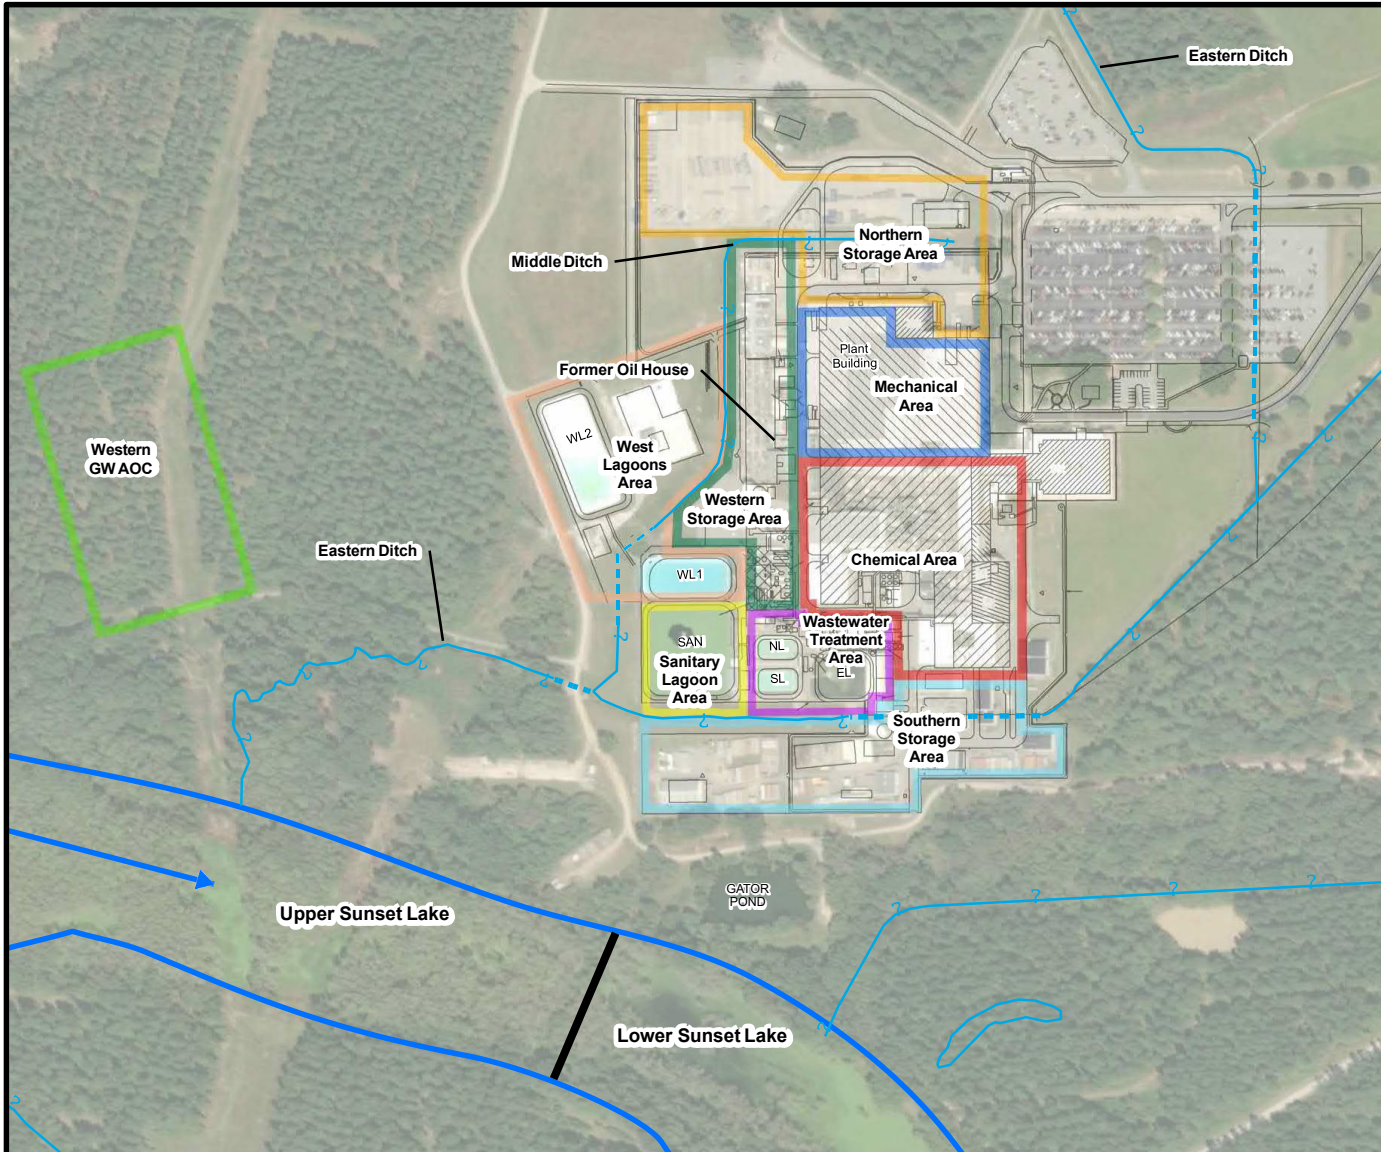 Eastern Ditch
Northern
Storage Area
Middle Ditch
Plant
Building
Former Oil House
Mechanical
Area
WL2
West
Lagoons
Area
Western
GW AOC
Western
Storage Area
Eastern Ditch
Chemical Area
WL1
Wastewater
Treatment
Area
SAN
NL
Sanitary
Lagoon
Area
SL
EL
Southern
Storage
Area
GATOR
POND
Upper Sunset Lake
Lower Sunset Lake